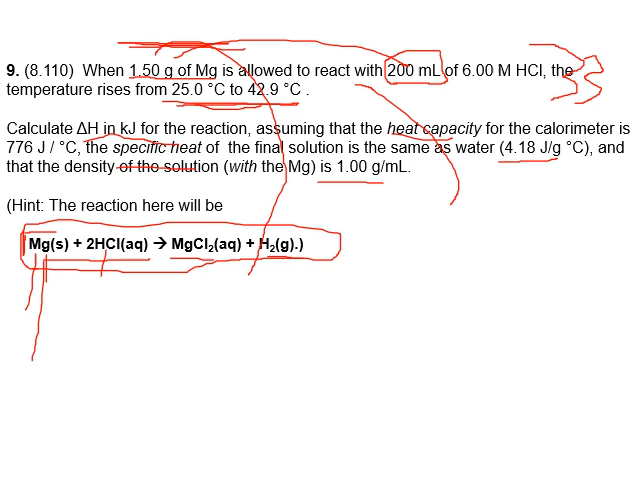 9. (8.110) When 1.50 g of Mg is allowed to react with 200 mL of 6.00 M HCl, the
temperature rises from 25.0 °C to 42.9 °C .
Calculate ΔH in kJ for the reaction, assuming that the heat capacity for the calorimeter is
776 J / °C, the specific heat of the final solution is the same as water (4.18 J/g °C), and
that the density of the solution (with the Mg) is 1.00 g/mL.
(Hint: The reaction here will be
Mg(s) + 2HCl(aq) → MgCl₂(aq) + H₂(g).)